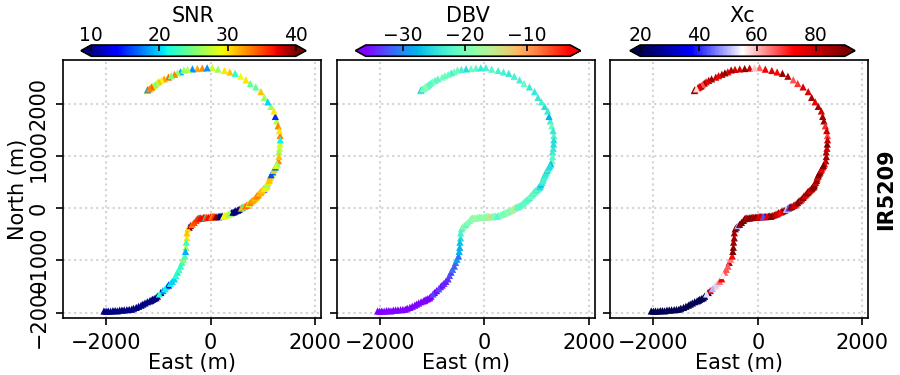 SNR DBV Xc
10 20 30 40 −30 −20 −10 20 40 60 80
North (m)
2000
1000
0
−1000
−2000
IR5209
−2000 0 2000 −2000 0 2000 −2000 0 2000
East (m) East (m) East (m)